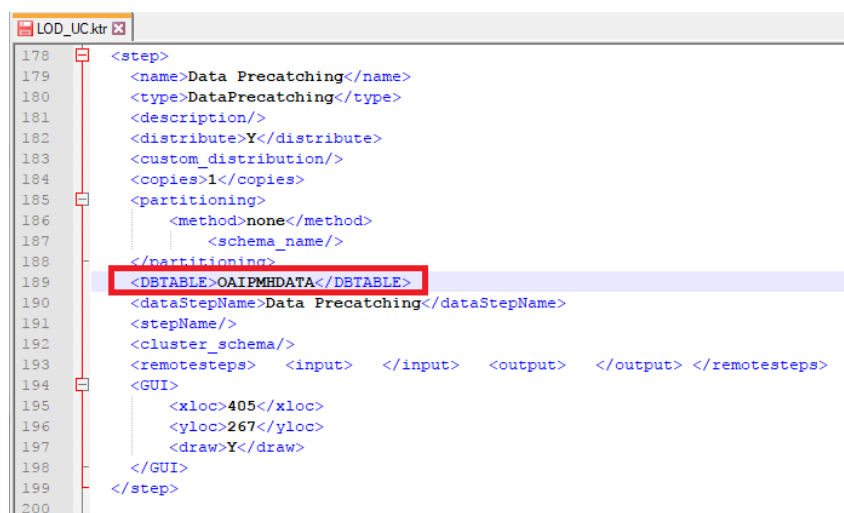 LOD_UC.ktr
178 <step>
179 <name>Data Precatching</name>
180 <type>DataPrecatching</type>
181 <description/>
182 <distribute>Y</distribute>
183 <custom_distribution/>
184 <copies>1</copies>
185 <partitioning>
186 <method>none</method>
187 <schema_name/>
188 </partitioning>
189 <DBTABLE>OAIPMHDATA</DBTABLE>
190 <dataStepName>Data Precatching</dataStepName>
191 <stepName/>
192 <cluster_schema/>
193 <remotesteps> <input> </input> <output> </output> </remotesteps>
194 <GUI>
195 <xloc>405</xloc>
196 <yloc>267</yloc>
197 <draw>Y</draw>
198 </GUI>
199 </step>
200